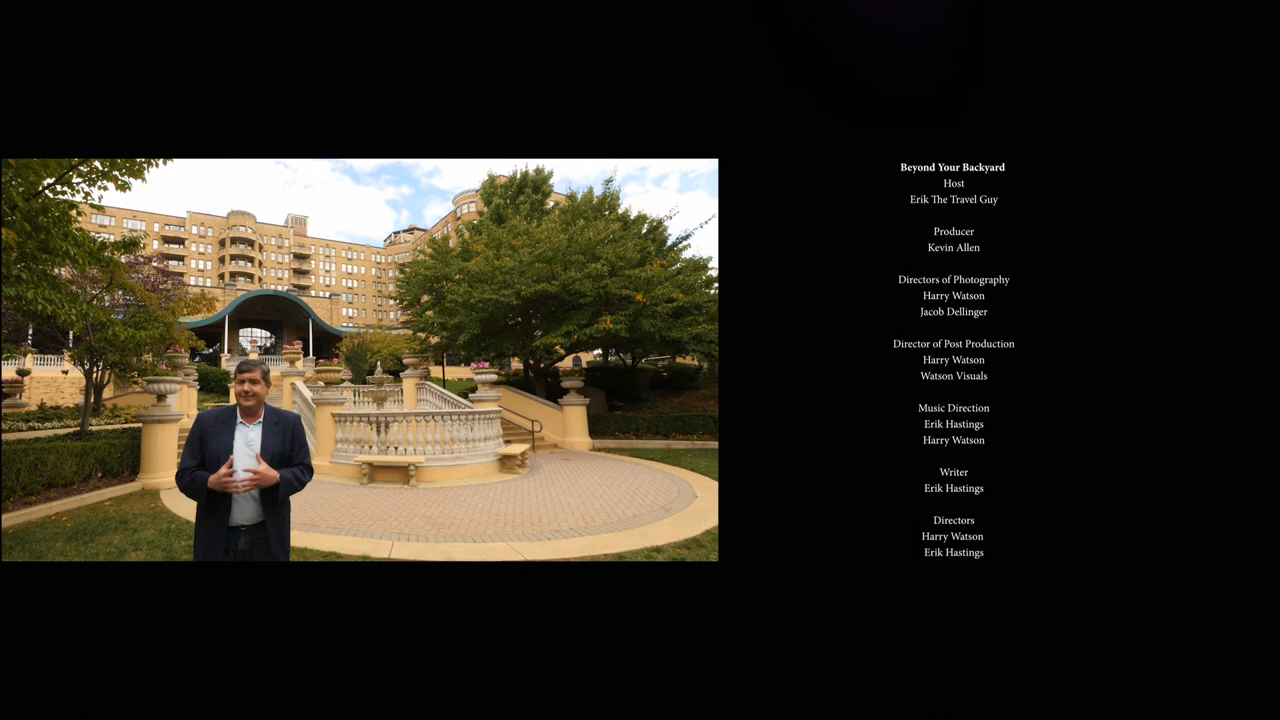 Beyond Your Backyard
Host
Erik The Travel Guy
Producer
Kevin Allen
Directors of Photography
Harry Watson
Jacob Dellinger
Director of Post Production
Harry Watson
Watson Visuals
Music Direction
Erik Hastings
Harry Watson
Writer
Erik Hastings
Directors
Harry Watson
Erik Hastings